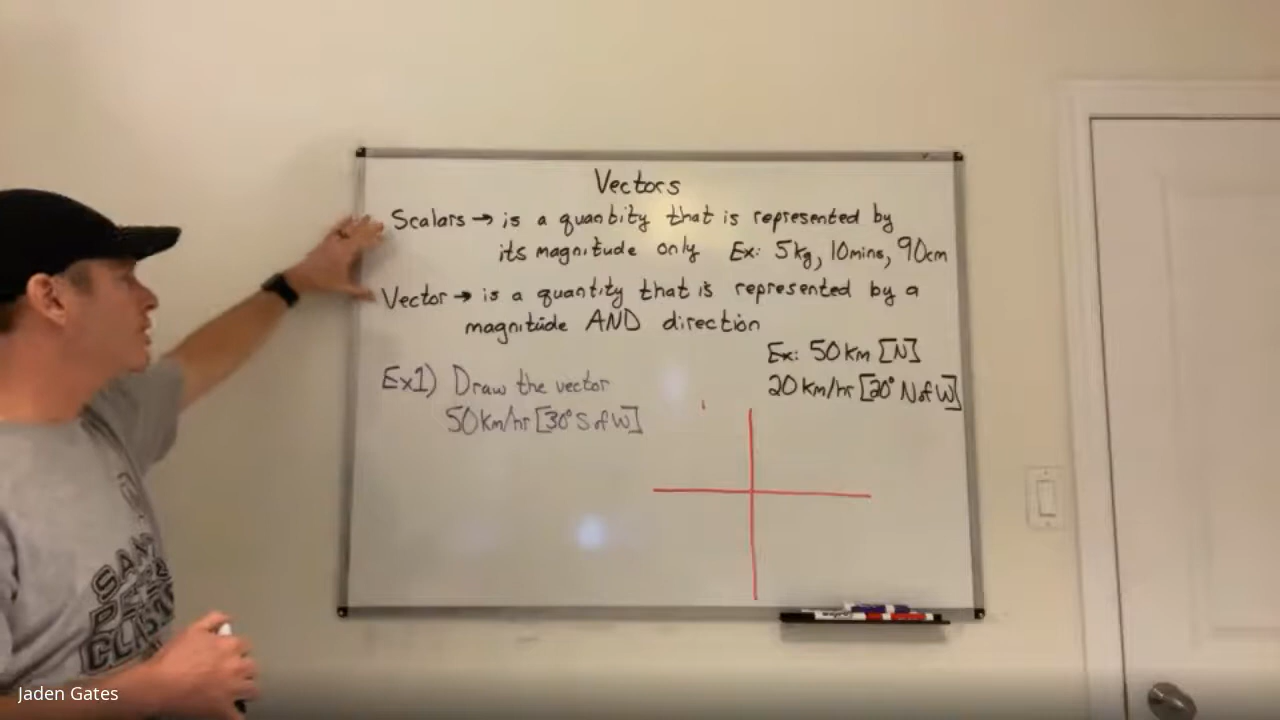 Vectors
Scalars → is a quantity that is represented by
its magnitude only Ex: 5kg, 10mins, 90cm
Vector → is a quantity that is represented by a
magnitude AND direction
Ex: 50km [N]
20km/hr [20° N of W]
Ex1) Draw the vector
50km/hr [30° S of W]
SAN
Jaden Gates